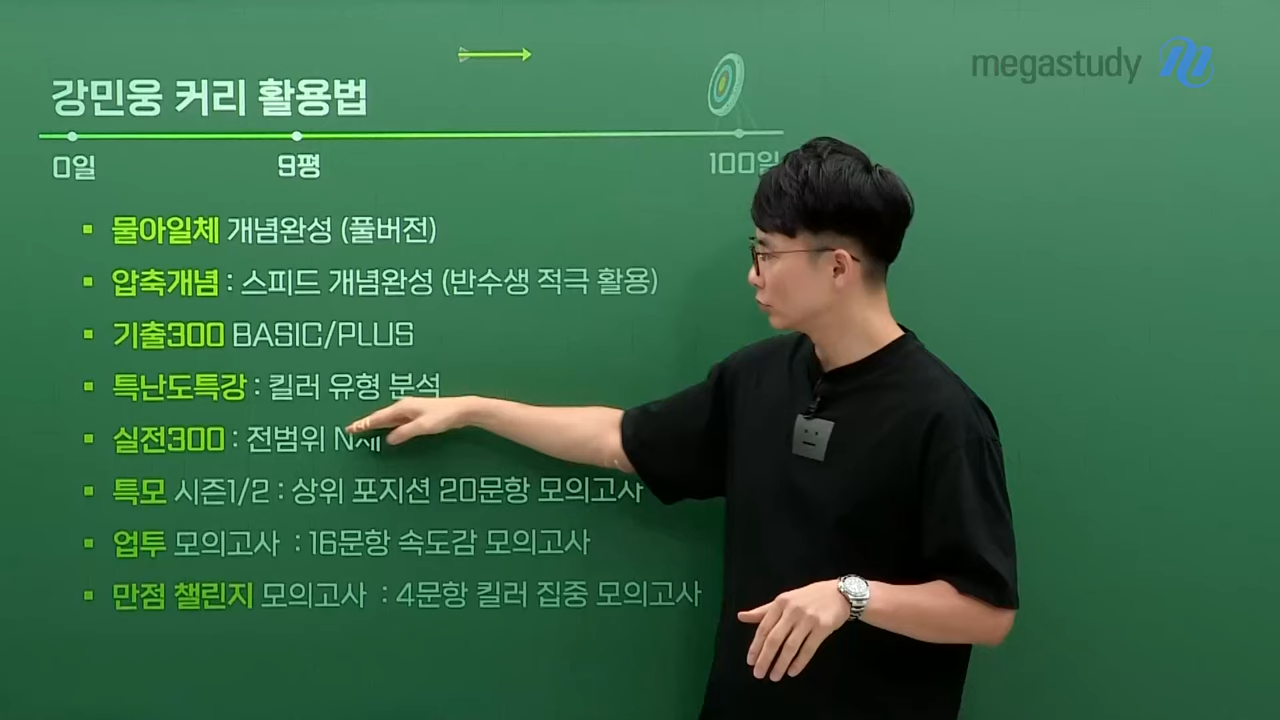 megastudy
강민웅 커리 활용법
0일 9평 100일
▪ 물아일체 개념완성 (풀버전)
▪ 압축개념 : 스피드 개념완성 (반수생 적극 활용)
▪ 기출300 BASIC/PLUS
▪ 특난도특강 : 킬러 유형 분석
▪ 실전300 : 전범위 N제
▪ 특모 시즌1/2 : 상위 포지션 20문항 모의고사
▪ 업투 모의고사 : 16문항 속도감 모의고사
▪ 만점 챌린지 모의고사 : 4문항 킬러 집중 모의고사